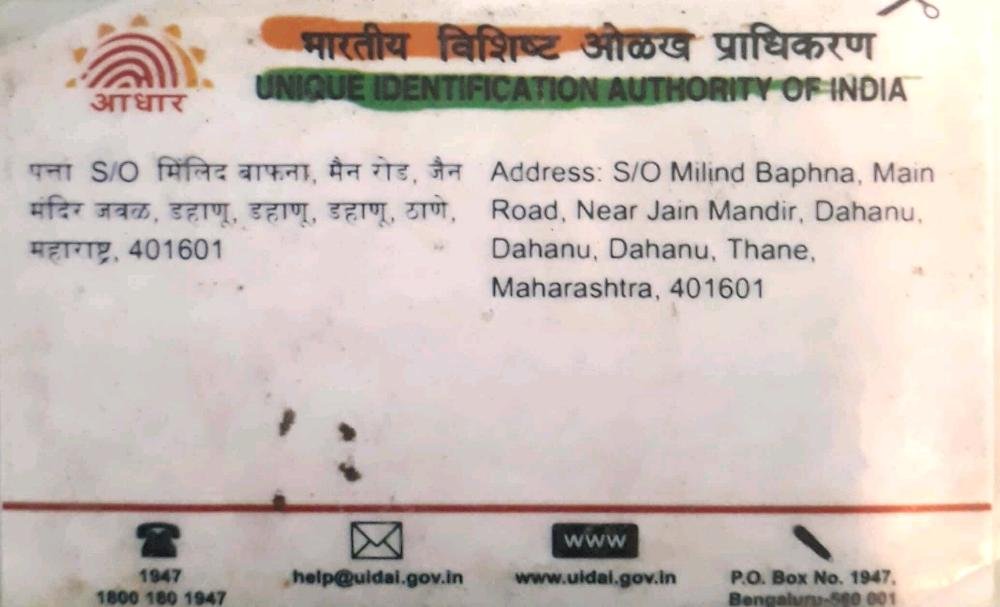 भारतीय विशिष्ट ओळख प्राधिकरण
UNIQUE IDENTIFICATION AUTHORITY OF INDIA
आधार
पत्ता S/O मिलिंद बाफना, मैन रोड, जैन
मंदिर जवळ, डहाणू, डहाणू, डहाणू, ठाणे,
महाराष्ट्र, 401601
Address: S/O Milind Baphna, Main
Road, Near Jain Mandir, Dahanu,
Dahanu, Dahanu, Thane,
Maharashtra, 401601
1947
1800 180 1947
help@uidai.gov.in
WWW
www.uidai.gov.in
P.O. Box No. 1947,
Bengaluru-560 001